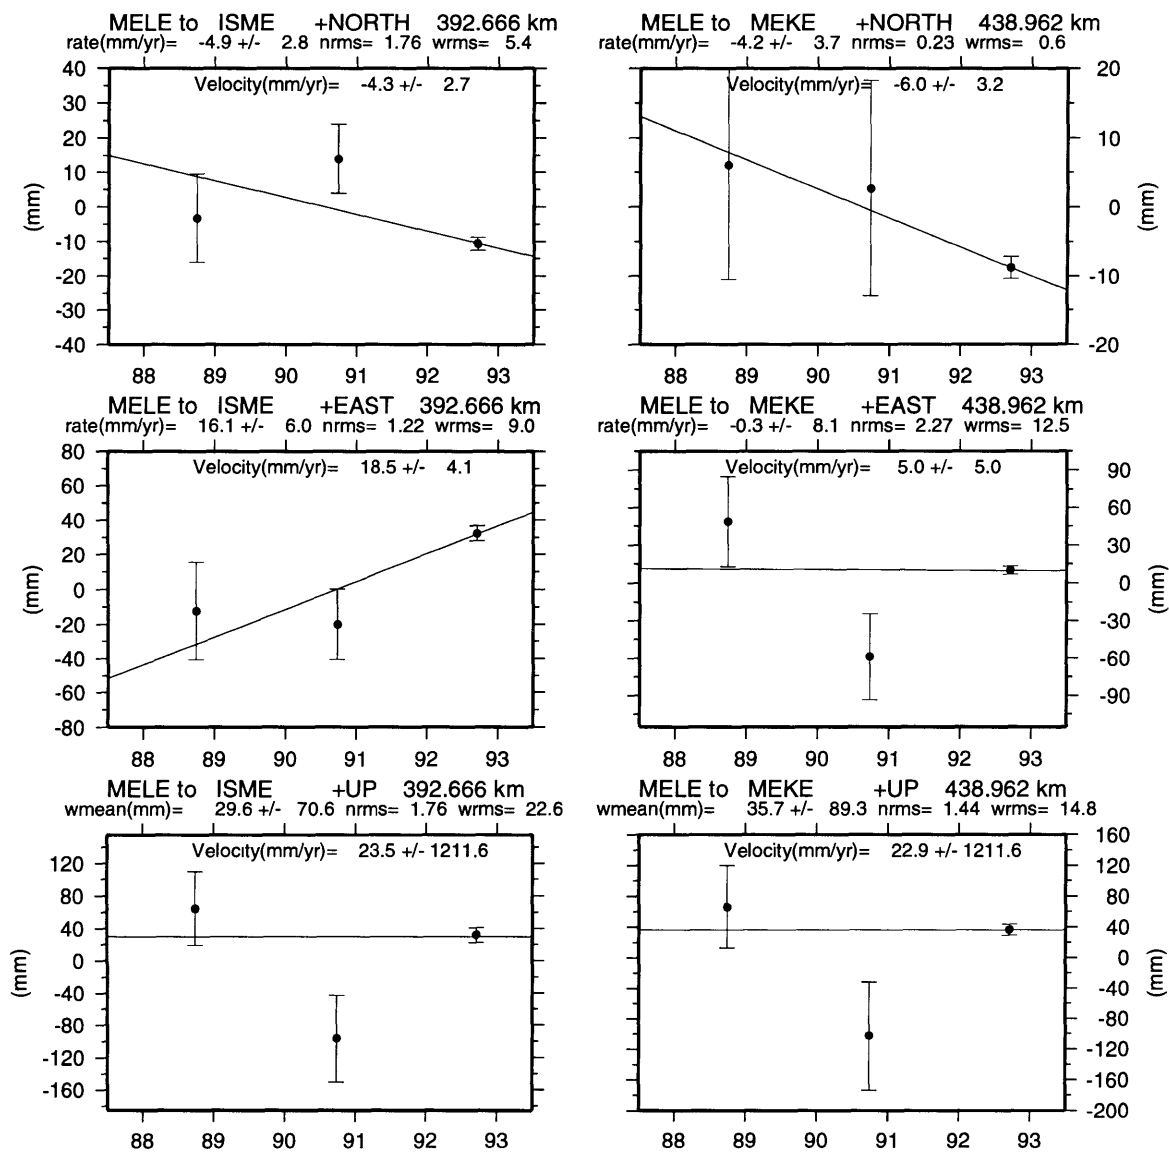 MELE to ISME +NORTH 392.666 km
rate(mm/yr)= -4.9 +/- 2.8 nrms= 1.76 wrms= 5.4
Velocity(mm/yr)= -4.3 +/- 2.7
40
30
20
10
0
-10
-20
-30
-40
(mm)
88 89 90 91 92 93
MELE to MEKE +NORTH 438.962 km
rate(mm/yr)= -4.2 +/- 3.7 nrms= 0.23 wrms= 0.6
Velocity(mm/yr)= -6.0 +/- 3.2
20
10
0
-10
-20
(mm)
88 89 90 91 92 93
MELE to ISME +EAST 392.666 km
rate(mm/yr)= 16.1 +/- 6.0 nrms= 1.22 wrms= 9.0
Velocity(mm/yr)= 18.5 +/- 4.1
80
60
40
20
0
-20
-40
-60
-80
(mm)
88 89 90 91 92 93
MELE to MEKE +EAST 438.962 km
rate(mm/yr)= -0.3 +/- 8.1 nrms= 2.27 wrms= 12.5
Velocity(mm/yr)= 5.0 +/- 5.0
90
60
30
0
-30
-60
-90
(mm)
88 89 90 91 92 93
MELE to ISME +UP 392.666 km
wmean(mm)= 29.6 +/- 70.6 nrms= 1.76 wrms= 22.6
Velocity(mm/yr)= 23.5 +/- 1211.6
120
80
40
0
-40
-80
-120
-160
(mm)
88 89 90 91 92 93
MELE to MEKE +UP 438.962 km
wmean(mm)= 35.7 +/- 89.3 nrms= 1.44 wrms= 14.8
Velocity(mm/yr)= 22.9 +/- 1211.6
160
120
80
40
0
-40
-80
-120
-160
-200
(mm)
88 89 90 91 92 93